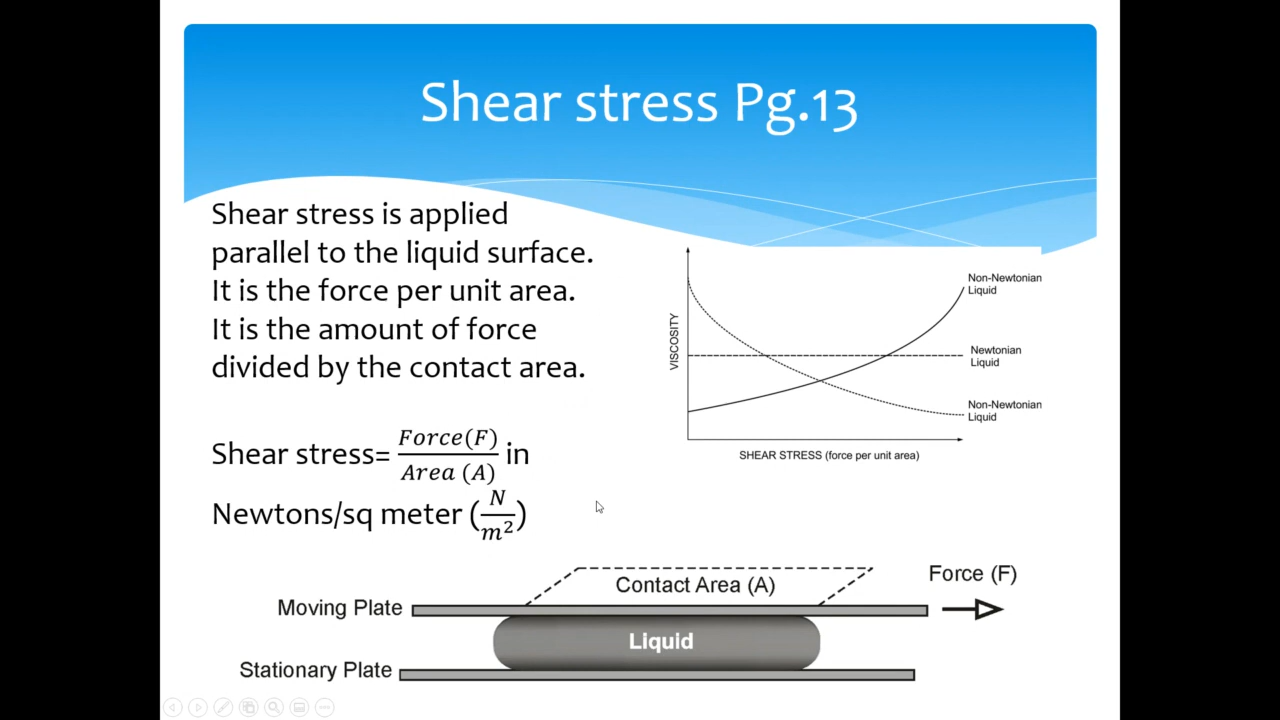 Shear stress Pg.13
Shear stress is applied
parallel to the liquid surface.
It is the force per unit area.
It is the amount of force
divided by the contact area.
Shear stress= Force(F)/Area (A) in
Newtons/sq meter (N/m²)
VISCOSITY
Non-Newtonian
Liquid
Newtonian
Liquid
Non-Newtonian
Liquid
SHEAR STRESS (force per unit area)
Contact Area (A)
Force (F)
Moving Plate
Liquid
Stationary Plate